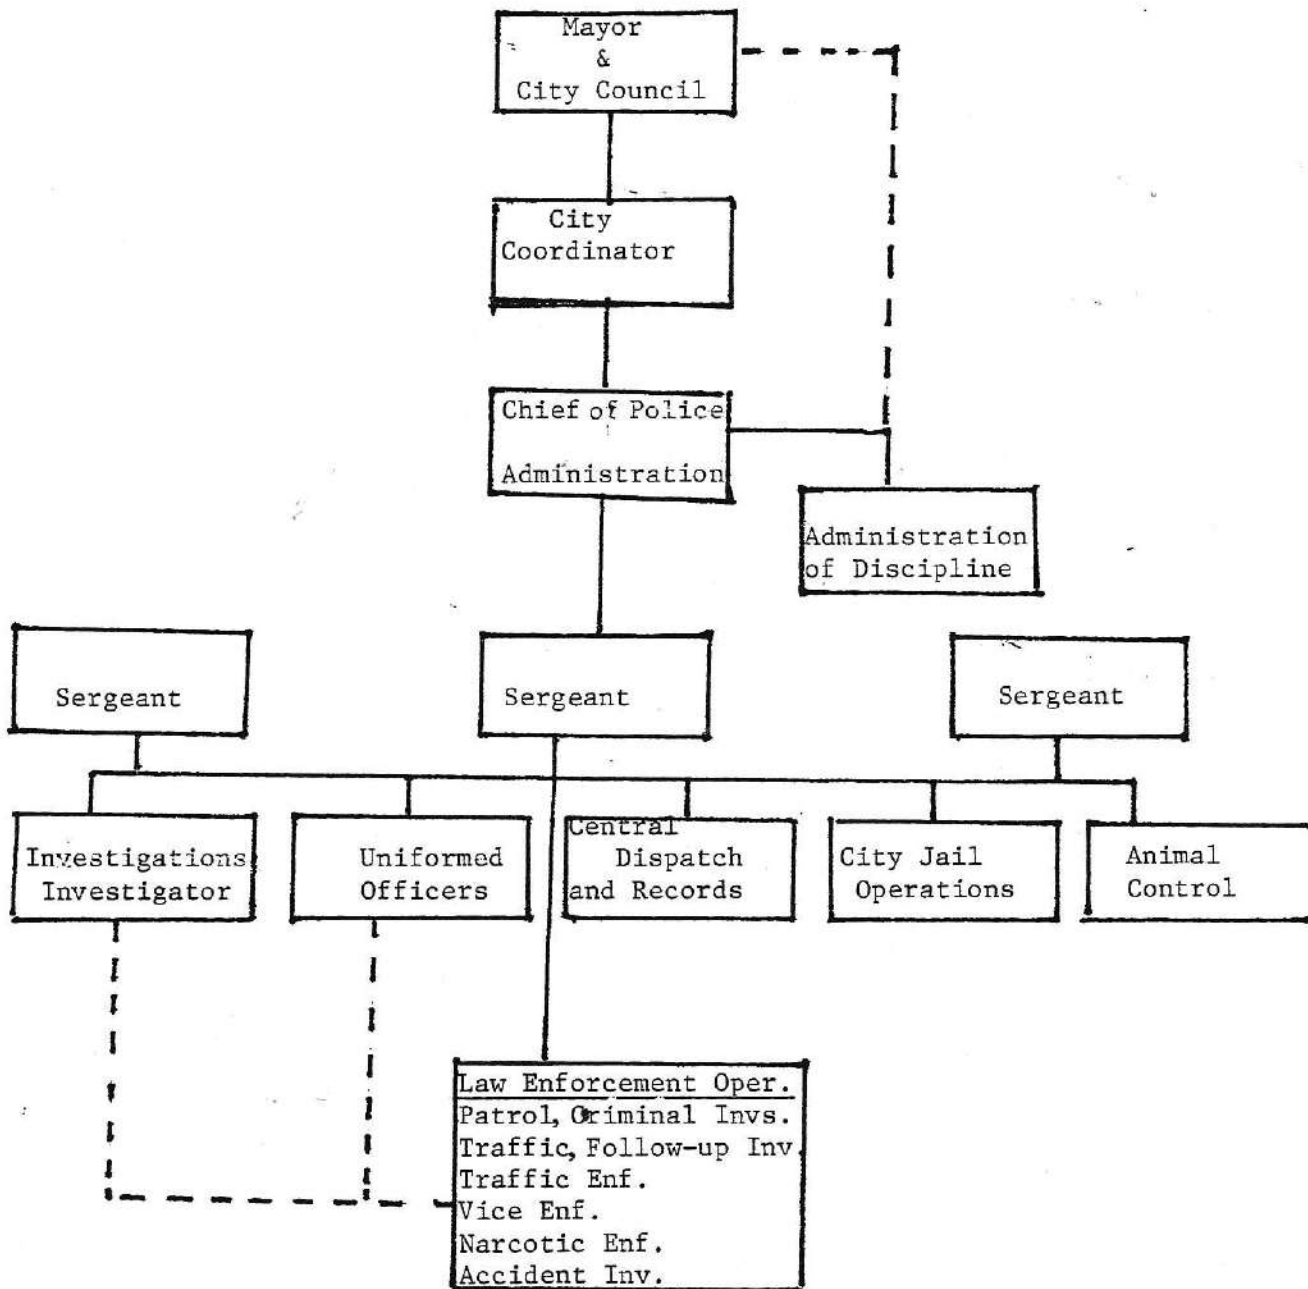 Mayor
&
City Council
City
Coordinator
Chief of Police
Administration
Administration
of Discipline
Sergeant
Sergeant
Sergeant
Investigations
Investigator
Uniformed
Officers
Central
Dispatch
and Records
City Jail
Operations
Animal
Control
Law Enforcement Oper.
Patrol, Criminal Invs.
Traffic, Follow-up Inv.
Traffic Enf.
Vice Enf.
Narcotic Enf.
Accident Inv.